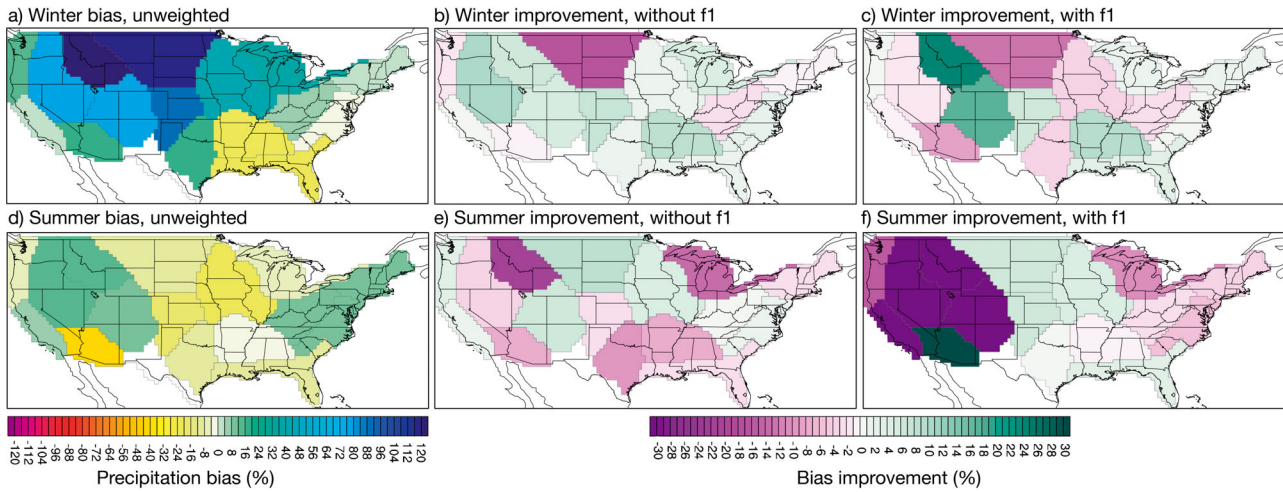 a) Winter bias, unweighted
b) Winter improvement, without f1
c) Winter improvement, with f1
d) Summer bias, unweighted
e) Summer improvement, without f1
f) Summer improvement, with f1
-120 -112 -104 -96 -88 -80 -72 -64 -56 -48 -40 -32 -24 -16 -8 0 8 16 24 32 40 48 56 64 72 80 88 96 104 112 120
-30 -28 -26 -24 -22 -20 -18 -16 -14 -12 -10 -8 -6 -4 -2 0 2 4 6 8 10 12 14 16 18 20 22 24 26 28 30
Precipitation bias (%)
Bias improvement (%)